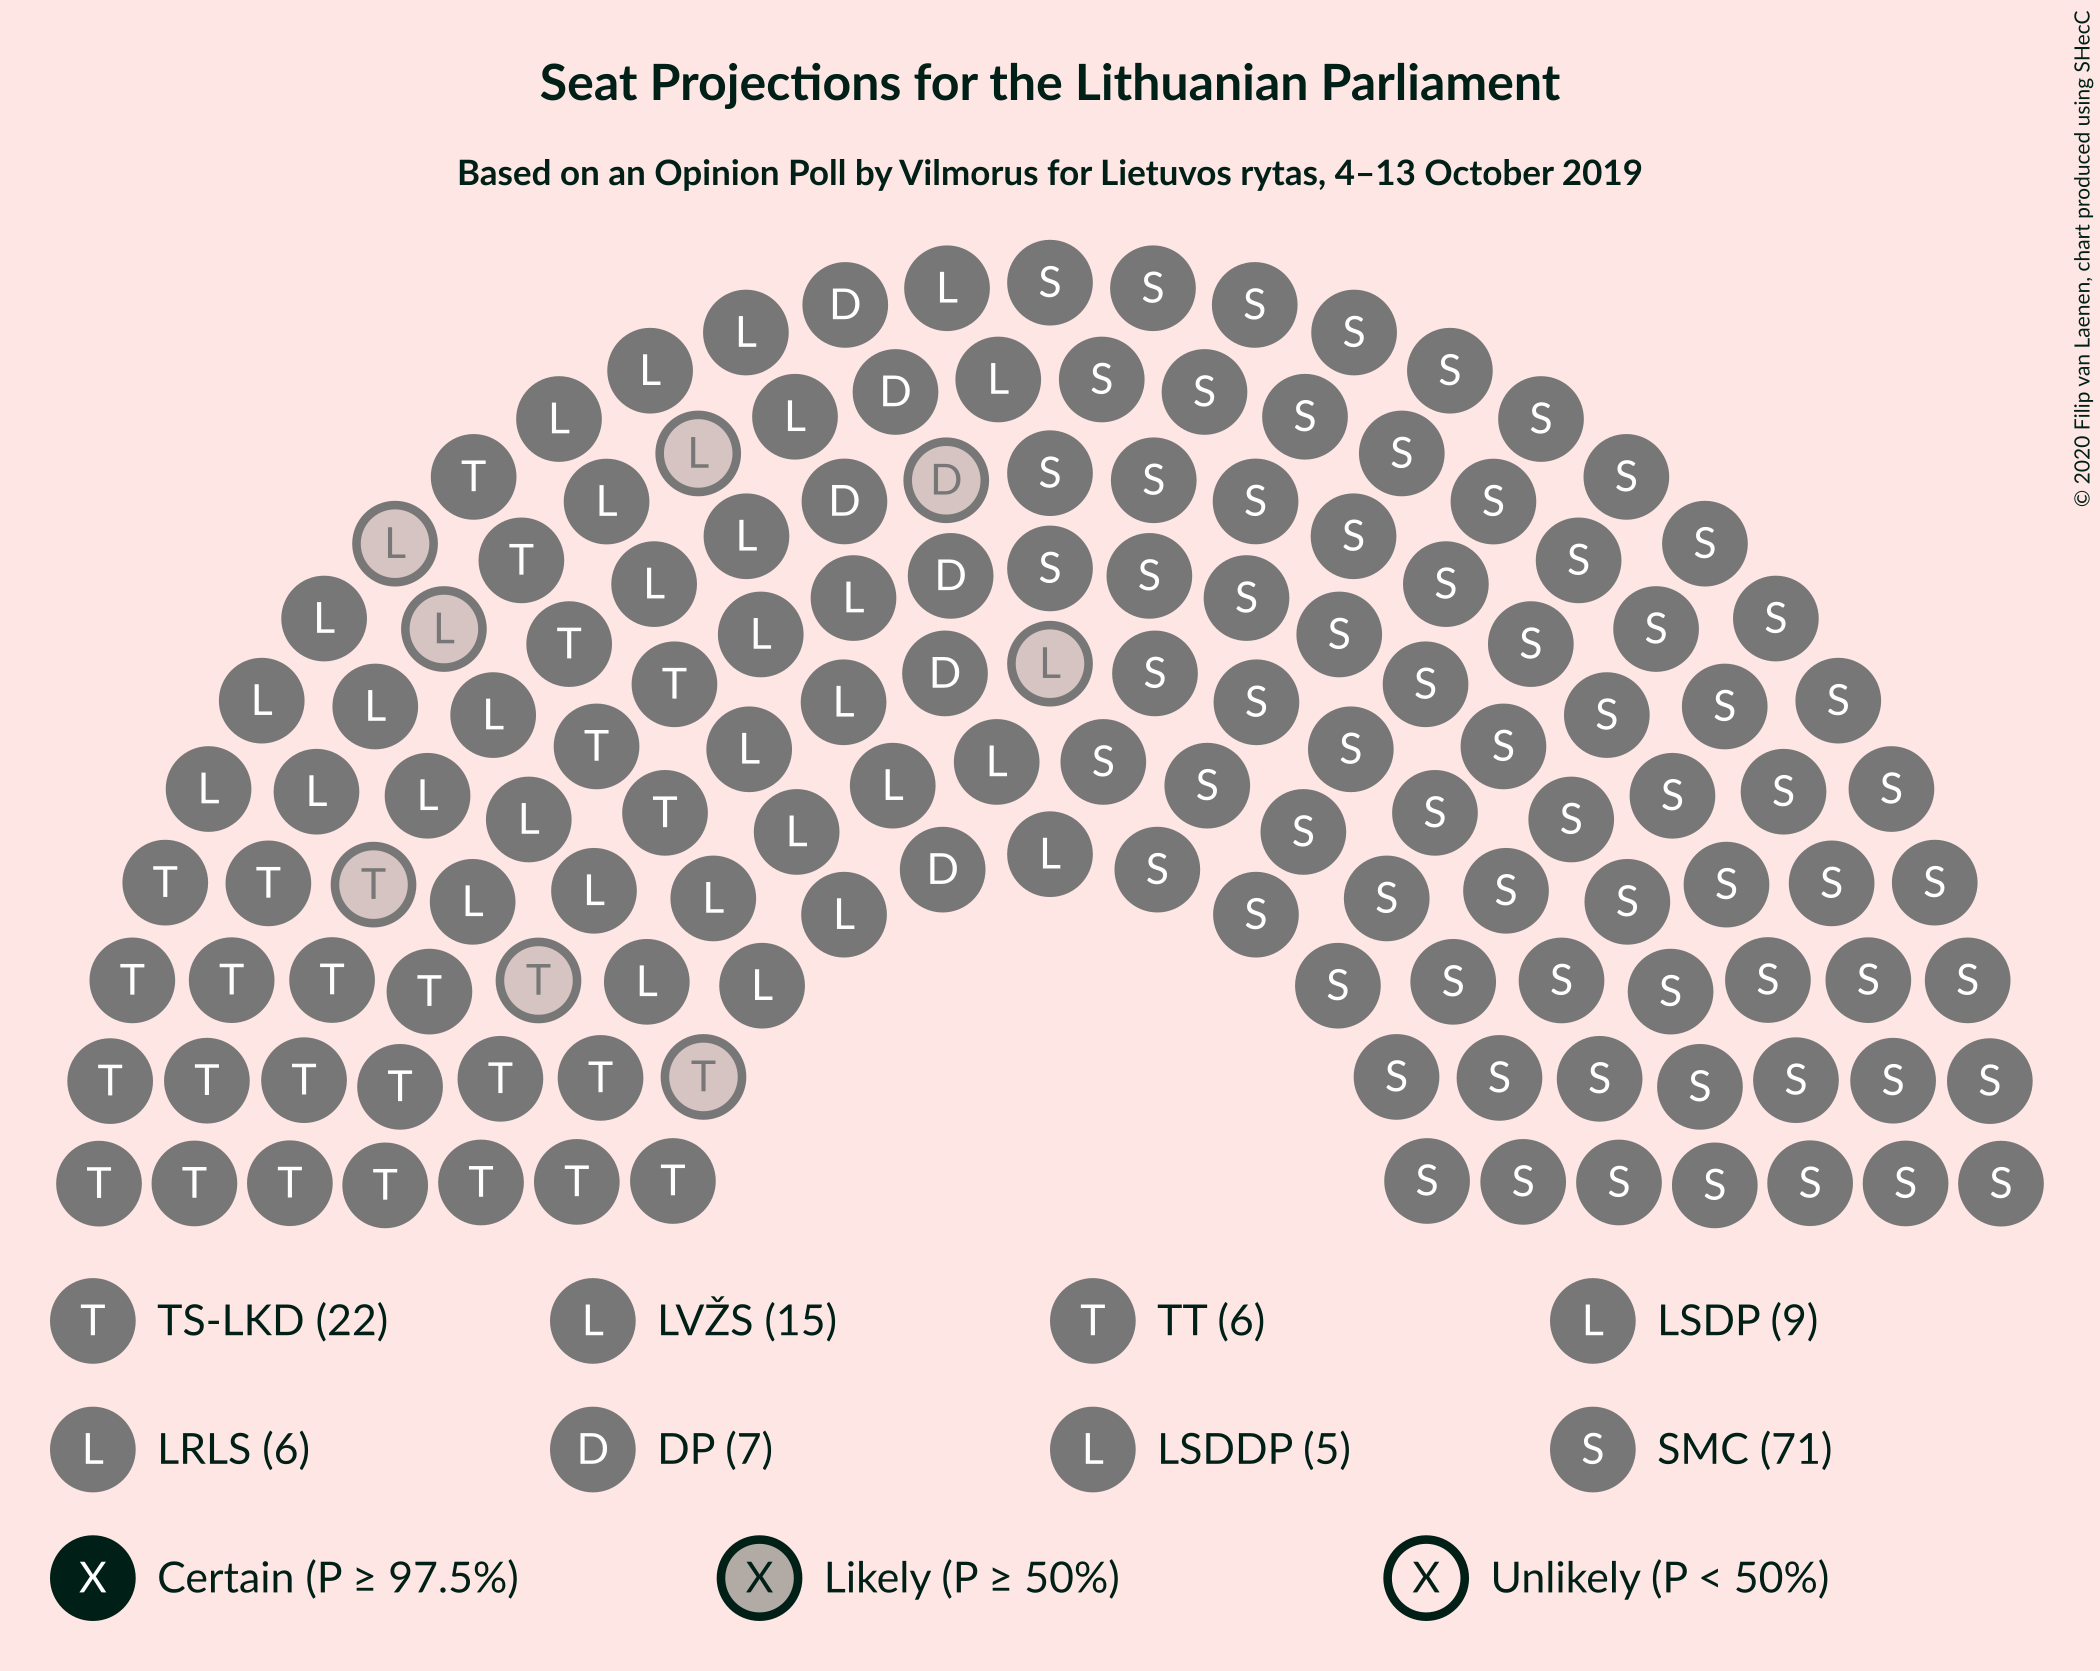 Seat Projections for the Lithuanian Parliament
Based on an Opinion Poll by Vilmorus for Lietuvos rytas, 4–13 October 2019
© 2020 Filip van Laenen, chart produced using SHecC
L D L S S S
L L D L S S S S
T L L L D D S S S S S S
L T L L L D S S S S S S
L L T L L L D L S S S S S S S
L L L T T L L L L S S S S S S S S S
L L L L T L L L L S S S S S S S S
T T T L L L L D L S S S S S S S S
T T T T T L L S S S S S S S
T T T T T T T S S S S S S S
T T T T T T T S S S S S S S
T TS-LKD (22) L LVŽS (15) T TT (6) L LSDP (9)
L LRLS (6) D DP (7) L LSDDP (5) S SMC (71)
X Certain (P ≥ 97.5%) X Likely (P ≥ 50%) X Unlikely (P < 50%)